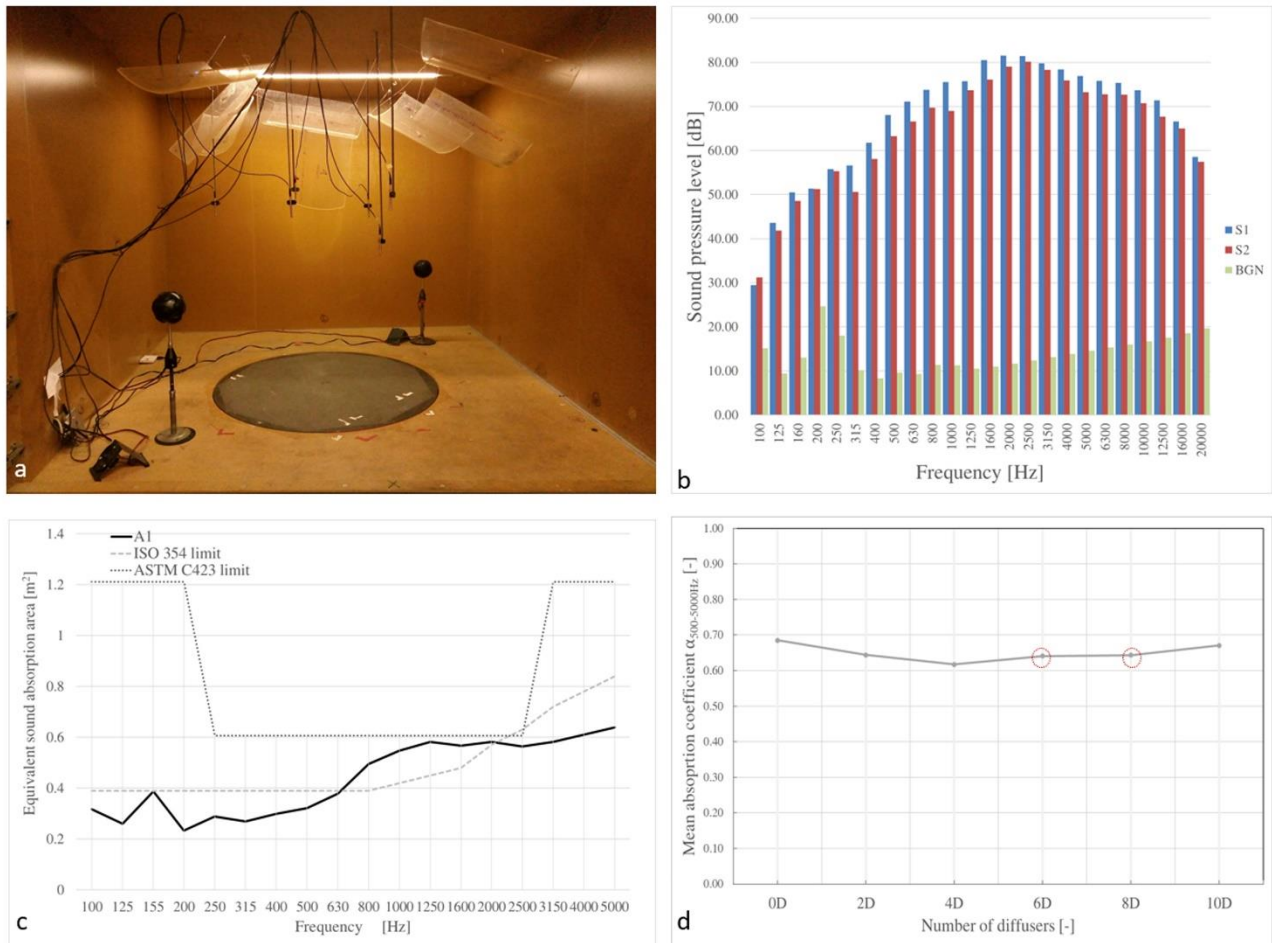 a
90.00
80.00
70.00
60.00
50.00
40.00
30.00
20.00
10.00
0.00
Sound pressure level [dB]
100 125 160 200 250 315 400 500 630 800 1000 1250 1600 2000 2500 3150 4000 5000 6300 8000 10000 12500 16000 20000
Frequency [Hz]
S1
S2
BGN
b
A1
ISO 354 limit
ASTM C423 limit
1.4
1.2
1
0.8
0.6
0.4
0.2
0
Equivalent sound absorption area [m²]
100 125 155 200 250 315 400 500 630 800 1000 1250 1600 2000 2500 3150 4000 5000
Frequency [Hz]
c
1.00
0.90
0.80
0.70
0.60
0.50
0.40
0.30
0.20
0.10
0.00
Mean absoprtion coefficient α500-5000Hz [-]
0D 2D 4D 6D 8D 10D
Number of diffusers [-]
d